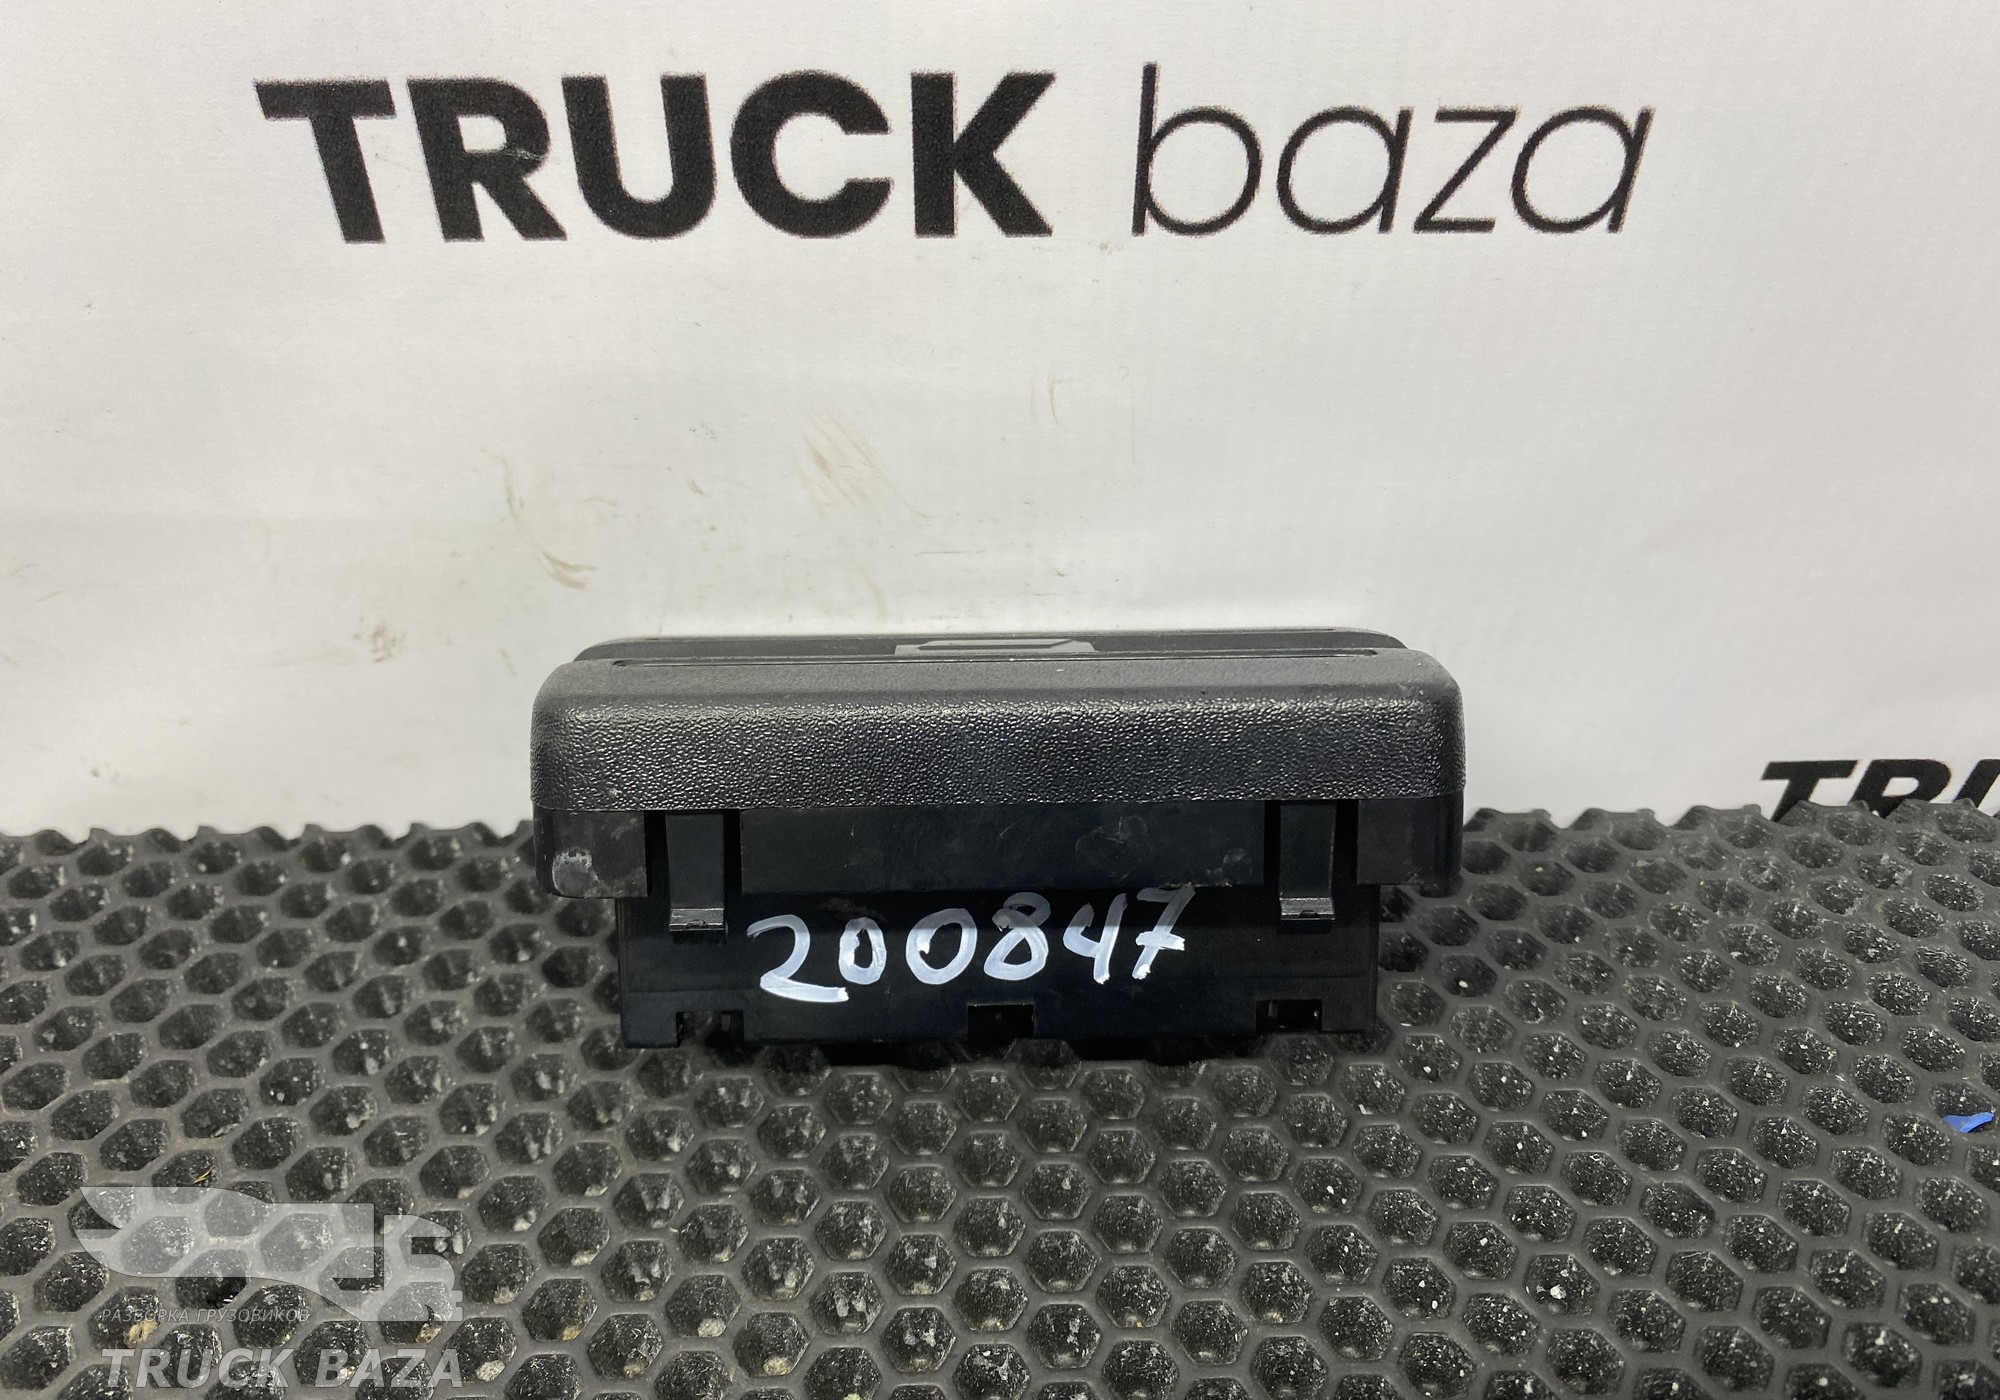 TRUCK baza
TRU
200847
РАЗБОРКА ГРУЗОВИКОВ
TRUCK BAZA